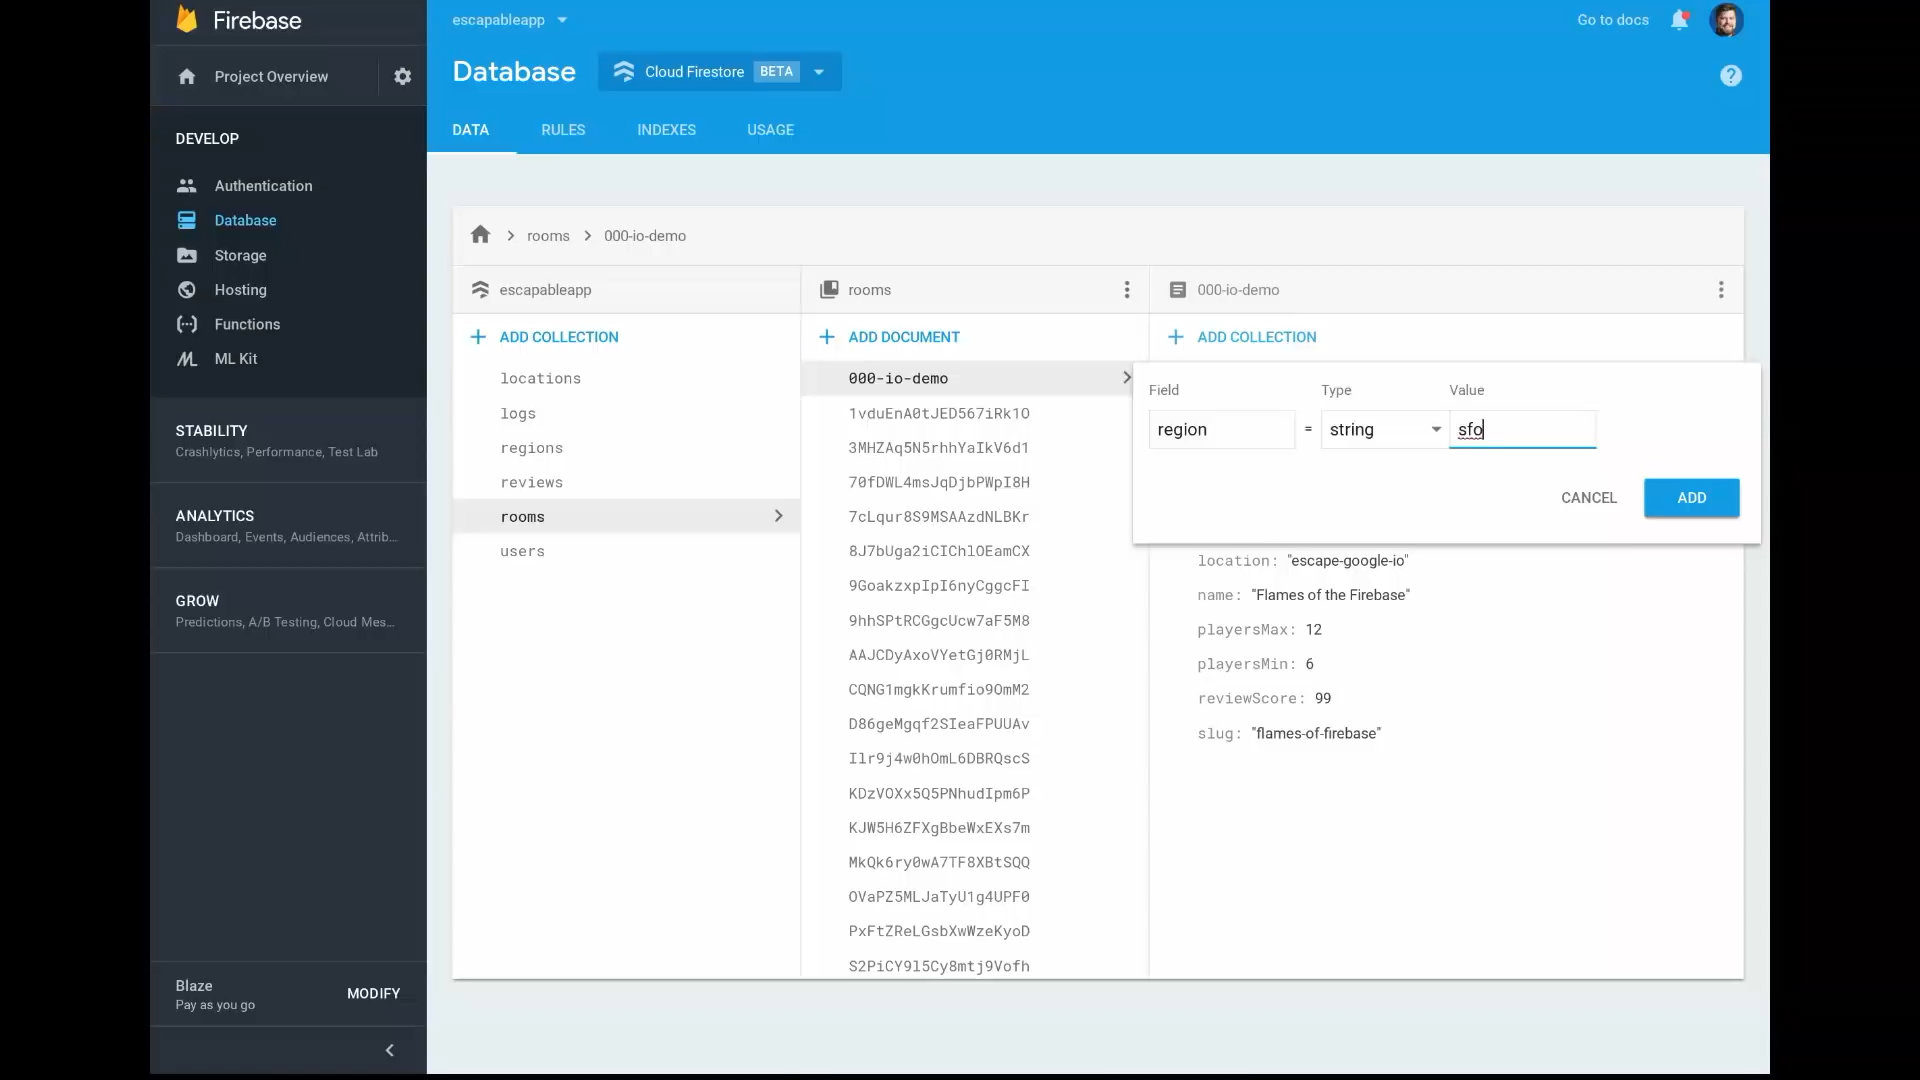 Firebase
escapableapp
Go to docs
Project Overview
Database
Cloud Firestore BETA
DATA RULES INDEXES USAGE
DEVELOP
Authentication
Database
Storage
Hosting
Functions
ML Kit
STABILITY
Crashlytics, Performance, Test Lab
ANALYTICS
Dashboard, Events, Audiences, Attrib...
GROW
Predictions, A/B Testing, Cloud Mes...
Blaze
Pay as you go
MODIFY
rooms 000-io-demo
escapableapp
ADD COLLECTION
locations
logs
regions
reviews
rooms
users
rooms
ADD DOCUMENT
000-io-demo
1vduEnA0tJED567iRk1O
3MHZAq5N5rhhYaIkV6d1
70fDWL4msJqDjbPWpI8H
7cLqur8S9MSAAzdNLBKr
8J7bUga2iCIChlOEamCX
9GoakzxpIpI6nyCggcFI
9hhSPtRCGgcUcw7aF5M8
AAJCDyAxoVYetGj0RMjL
CQNG1mgkKrumfio9OmM2
D86geMgqf2SIeaFPUUAv
Ilr9j4w0hOmL6DBRQscS
KDzVOXx5Q5PNhudIpm6P
KJW5H6ZFXgBbeWxEXs7m
MkQk6ry0wA7TF8XBtSQQ
OVaPZ5MLJaTyU1g4UPF0
PxFtZReLGsbXwWzeKyoD
S2PiCY9l5Cy8mtj9Vofh
000-io-demo
ADD COLLECTION
Field Type Value
region = string sfo
CANCEL ADD
location: "escape-google-io"
name: "Flames of the Firebase"
playersMax: 12
playersMin: 6
reviewScore: 99
slug: "flames-of-firebase"